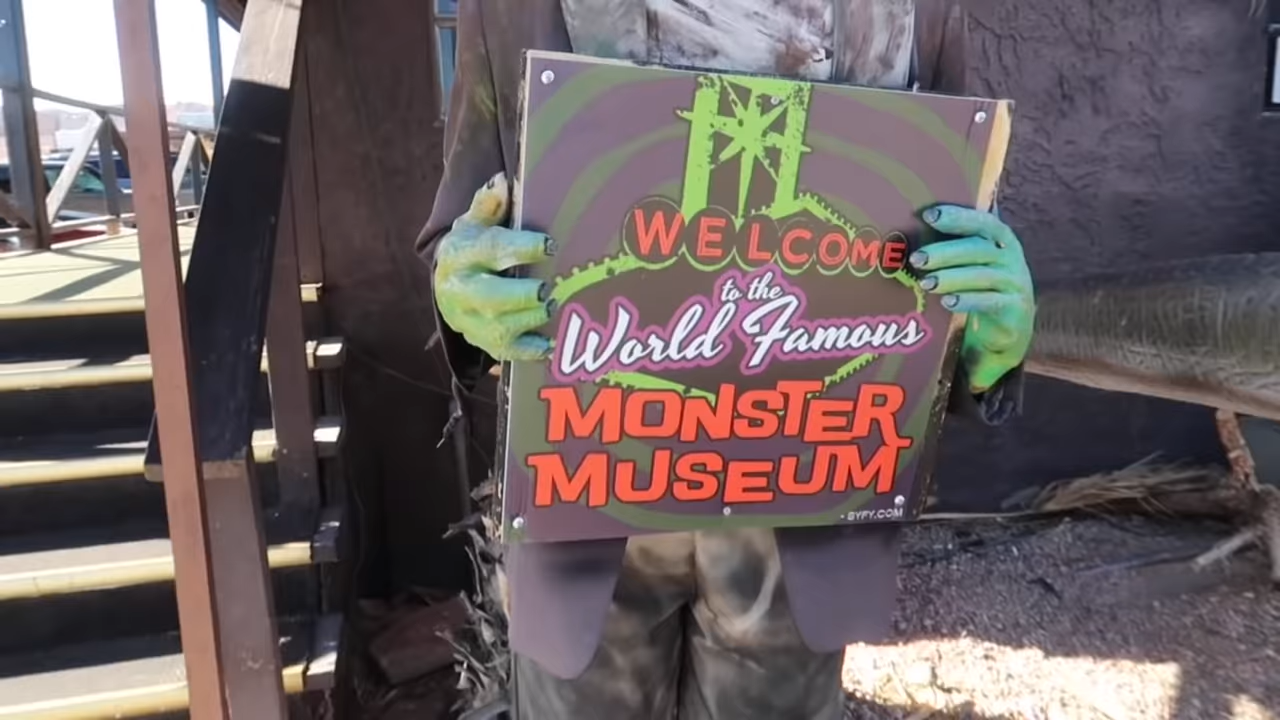 WELCOME
to the
World Famous
MONSTER
MUSEUM
- SYFY.COM